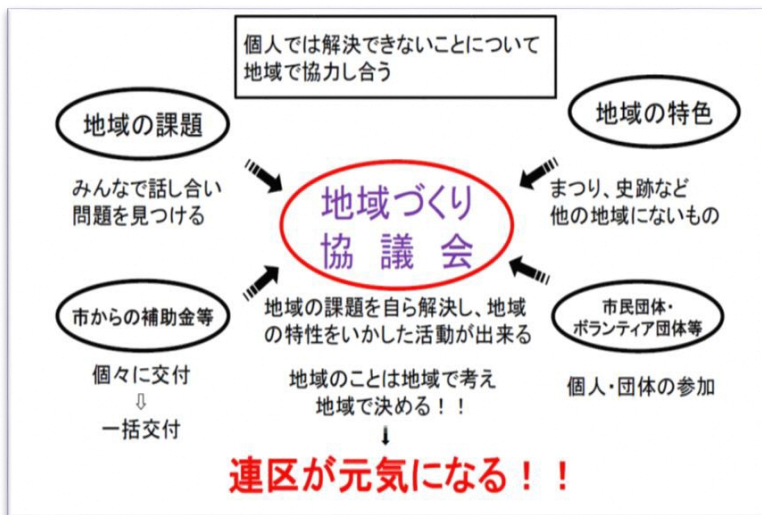 個人では解決できないことについて
地域で協力し合う
地域の課題
みんなで話し合い
問題を見つける
地域の特色
まつり、史跡など
他の地域にないもの
地域づくり
協議会
市からの補助金等
個々に交付
⇩
一括交付
地域の課題を自ら解決し、地域
の特性をいかした活動が出来る
地域のことは地域で考え
地域で決める！！
市民団体・
ボランティア団体等
個人・団体の参加
連区が元気になる！！